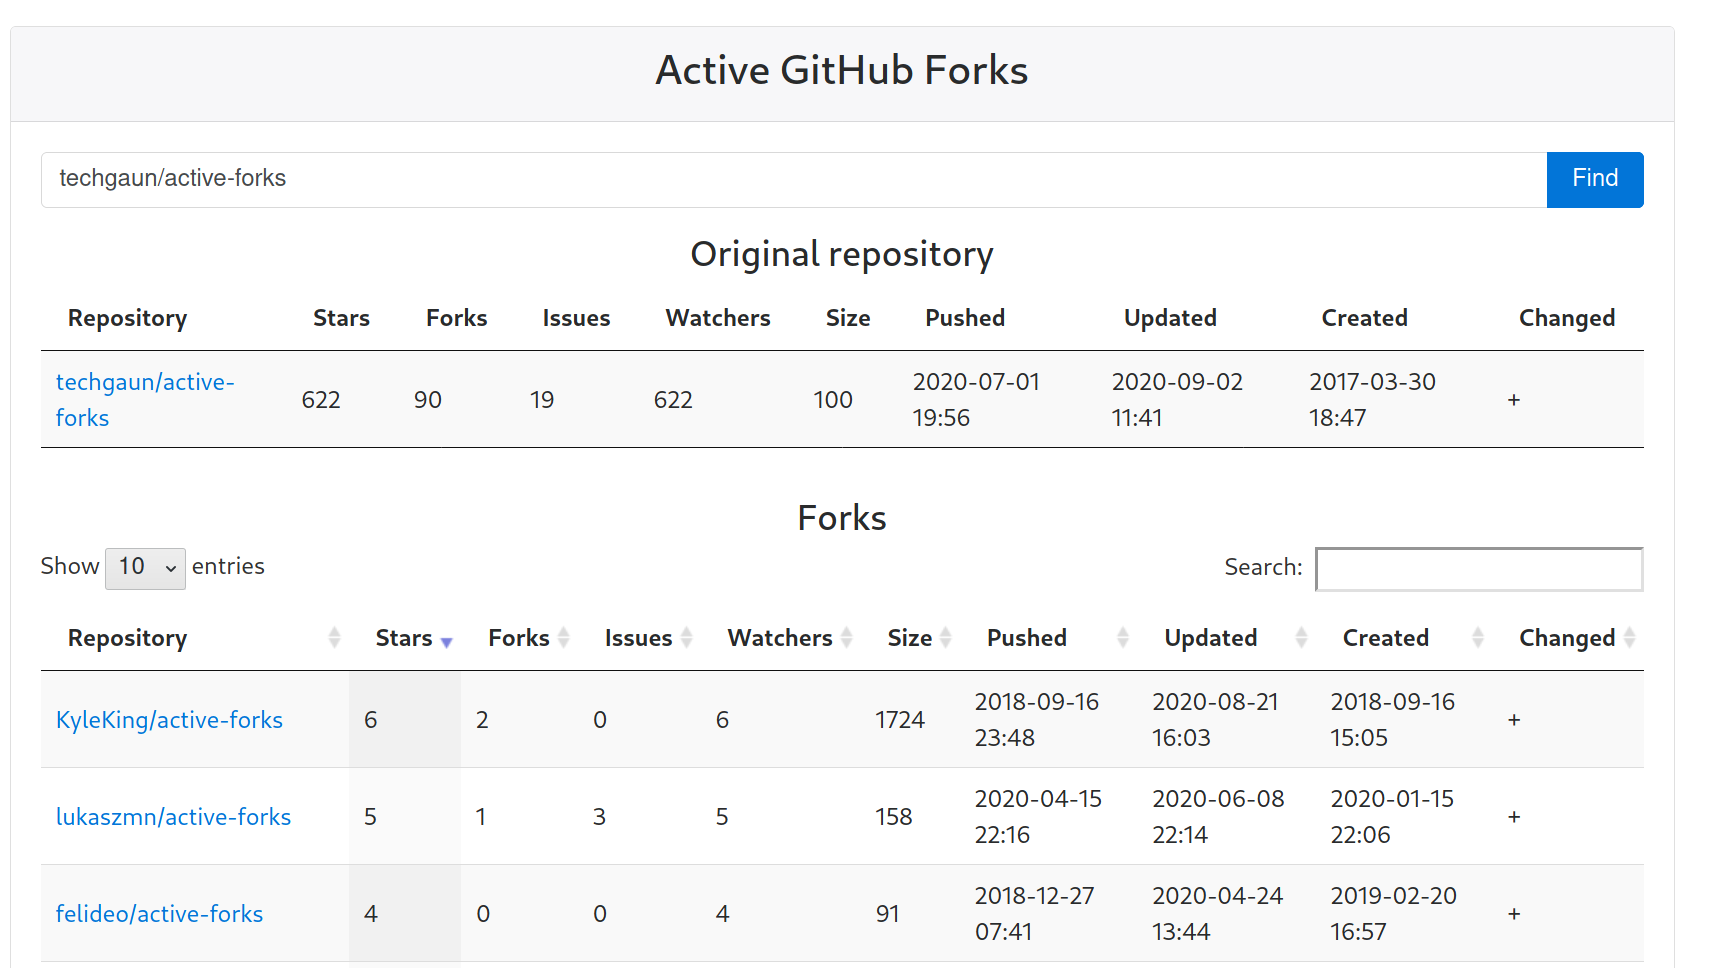 Active GitHub Forks
techgaun/active-forks Find
Original repository
Repository Stars Forks Issues Watchers Size Pushed Updated Created Changed
techgaun/active-
forks 622 90 19 622 100 2020-07-01
19:56 2020-09-02
11:41 2017-03-30
18:47 +
Forks
Show 10 entries Search:
Repository Stars Forks Issues Watchers Size Pushed Updated Created Changed
KyleKing/active-forks 6 2 0 6 1724 2018-09-16
23:48 2020-08-21
16:03 2018-09-16
15:05 +
lukaszmn/active-forks 5 1 3 5 158 2020-04-15
22:16 2020-06-08
22:14 2020-01-15
22:06 +
felideo/active-forks 4 0 0 4 91 2018-12-27
07:41 2020-04-24
13:44 2019-02-20
16:57 +